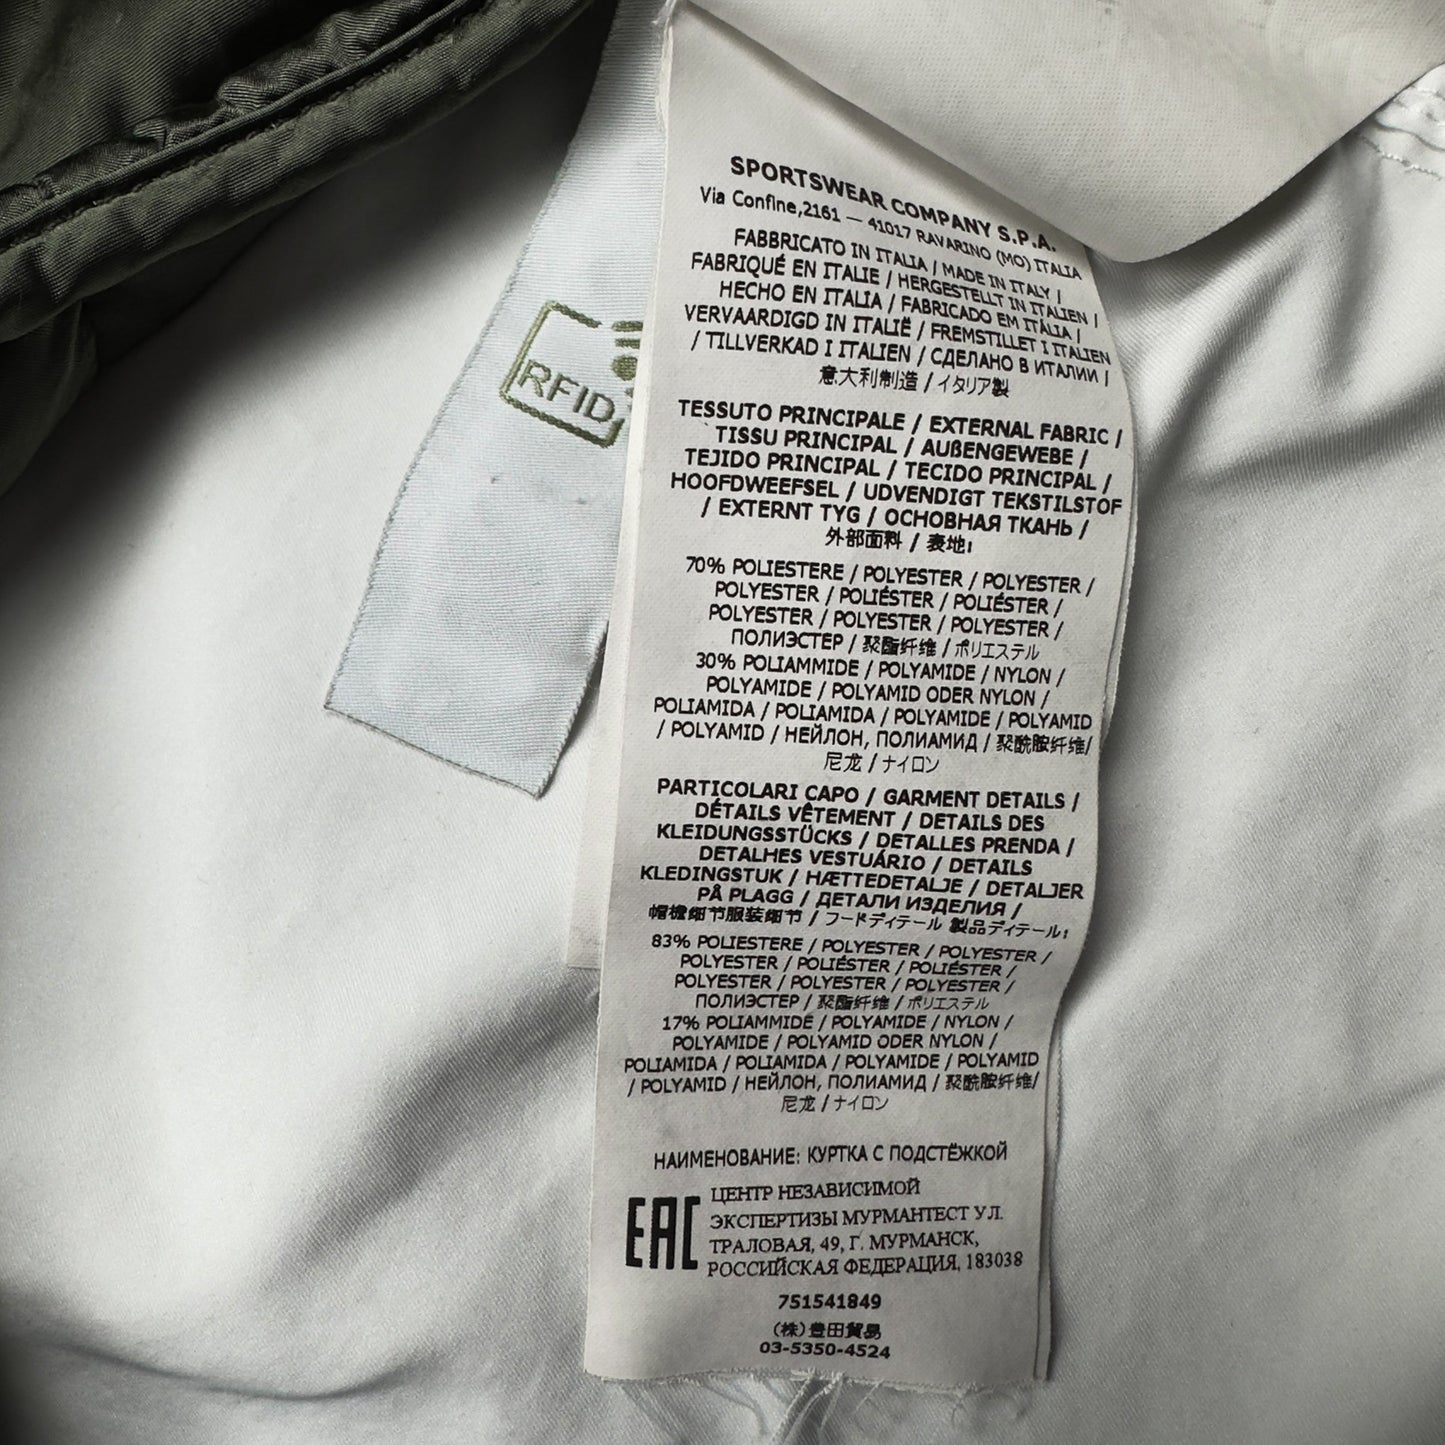 RFID
SPORTSWEAR COMPANY S.P.A.
Via Confine,2161 — 41017 RAVARINO (MO) ITALIA
FABBRICATO IN ITALIA / MADE IN ITALY /
FABRIQUÉ EN ITALIE / HERGESTELLT IN ITALIEN /
HECHO EN ITALIA / FABRICADO EM ITÁLIA /
VERVAARDIGD IN ITALIË / FREMSTILLET I ITALIEN
/ TILLVERKAD I ITALIEN / СДЕЛАНО В ИТАЛИИ /
意大利制造 / イタリア製
TESSUTO PRINCIPALE / EXTERNAL FABRIC /
TISSU PRINCIPAL / AUßENGEWEBE /
TEJIDO PRINCIPAL / TECIDO PRINCIPAL /
HOOFDWEEFSEL / UDVENDIGT TEKSTILSTOF
/ EXTERNT TYG / ОСНОВНАЯ ТКАНЬ /
外部面料 / 表地:
70% POLIESTERE / POLYESTER / POLYESTER /
POLYESTER / POLIÉSTER / POLIÉSTER /
POLYESTER / POLYESTER / POLYESTER /
ПОЛИЭСТЕР / 聚酯纤维 / ポリエステル
30% POLIAMMIDE / POLYAMIDE / NYLON /
POLYAMIDE / POLYAMID ODER NYLON /
POLIAMIDA / POLIAMIDA / POLYAMIDE / POLYAMID
/ POLYAMID / НЕЙЛОН, ПОЛИАМИД / 聚酰胺纤维/
尼龙 / ナイロン
PARTICOLARI CAPO / GARMENT DETAILS /
DÉTAILS VÊTEMENT / DETAILS DES
KLEIDUNGSSTÜCKS / DETALLES PRENDA /
DETALHES VESTUÁRIO / DETAILS
KLEDINGSTUK / HÆTTEDETALJE / DETALJER
PÅ PLAGG / ДЕТАЛИ ИЗДЕЛИЯ /
帽檐细节服装细节 / フードディテール 製品ディテール:
83% POLIESTERE / POLYESTER / POLYESTER /
POLYESTER / POLIÉSTER / POLIÉSTER /
POLYESTER / POLYESTER / POLYESTER /
ПОЛИЭСТЕР / 聚酯纤维 / ポリエステル
17% POLIAMMIDE / POLYAMIDE / NYLON /
POLYAMIDE / POLYAMID ODER NYLON /
POLIAMIDA / POLIAMIDA / POLYAMIDE / POLYAMID
/ POLYAMID / НЕЙЛОН, ПОЛИАМИД / 聚酰胺纤维/
尼龙 / ナイロン
НАИМЕНОВАНИЕ: КУРТКА С ПОДСТЁЖКОЙ
EAC
ЦЕНТР НЕЗАВИСИМОЙ
ЭКСПЕРТИЗЫ МУРМАНТЕСТ УЛ.
ТРАЛОВАЯ, 49, Г. МУРМАНСК,
РОССИЙСКАЯ ФЕДЕРАЦИЯ, 183038
751541849
(株)豊田貿易
03-5350-4524